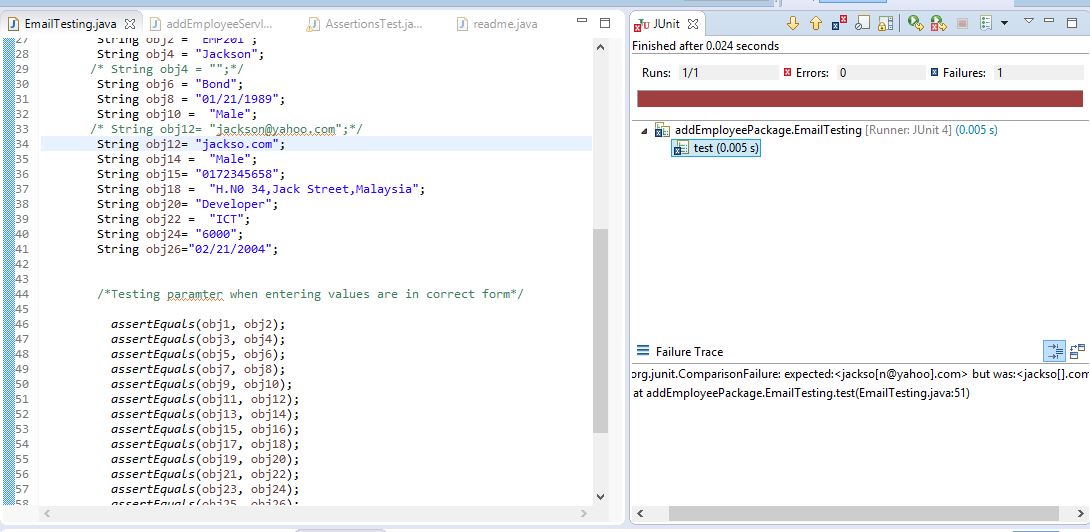 EmailTesting.java
addEmployeeServl...
AssertionsTest.ja...
readme.java
27 String obj2 = "EMP201";
28 String obj4 = "Jackson";
29 /* String obj4 = "";*/
30 String obj6 = "Bond";
31 String obj8 = "01/21/1989";
32 String obj10 = "Male";
33 /* String obj12= "jackson@yahoo.com";*/
34 String obj12= "jackso.com";
35 String obj14 = "Male";
36 String obj15= "0172345658";
37 String obj18 = "H.N0 34,Jack Street,Malaysia";
38 String obj20= "Developer";
39 String obj22 = "ICT";
40 String obj24= "6000";
41 String obj26="02/21/2004";
42
43
44 /*Testing paramter when entering values are in correct form*/
45
46 assertEquals(obj1, obj2);
47 assertEquals(obj3, obj4);
48 assertEquals(obj5, obj6);
49 assertEquals(obj7, obj8);
50 assertEquals(obj9, obj10);
51 assertEquals(obj11, obj12);
52 assertEquals(obj13, obj14);
53 assertEquals(obj15, obj16);
54 assertEquals(obj17, obj18);
55 assertEquals(obj19, obj20);
56 assertEquals(obj21, obj22);
57 assertEquals(obj23, obj24);
58 assertEquals(obj25, obj26);
JUnit
Finished after 0.024 seconds
Runs: 1/1 Errors: 0 Failures: 1
addEmployeePackage.EmailTesting [Runner: JUnit 4] (0.005 s)
test (0.005 s)
Failure Trace
org.junit.ComparisonFailure: expected:<jackso[n@yahoo].com> but was:<jackso[].com
at addEmployeePackage.EmailTesting.test(EmailTesting.java:51)